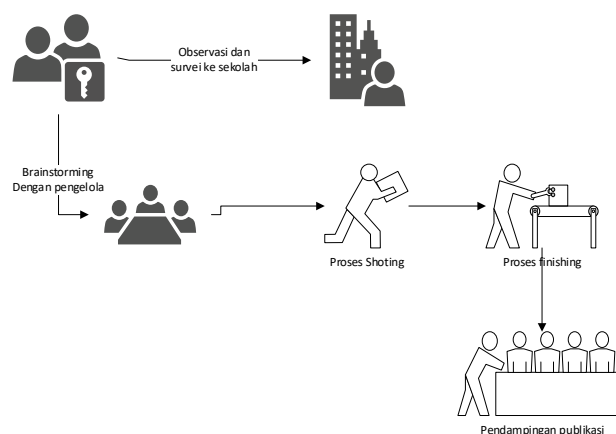 Observasi dan
survei ke sekolah
Brainstorming
Dengan pengelola
Proses Shoting
Proses finishing
Pendampingan publikasi